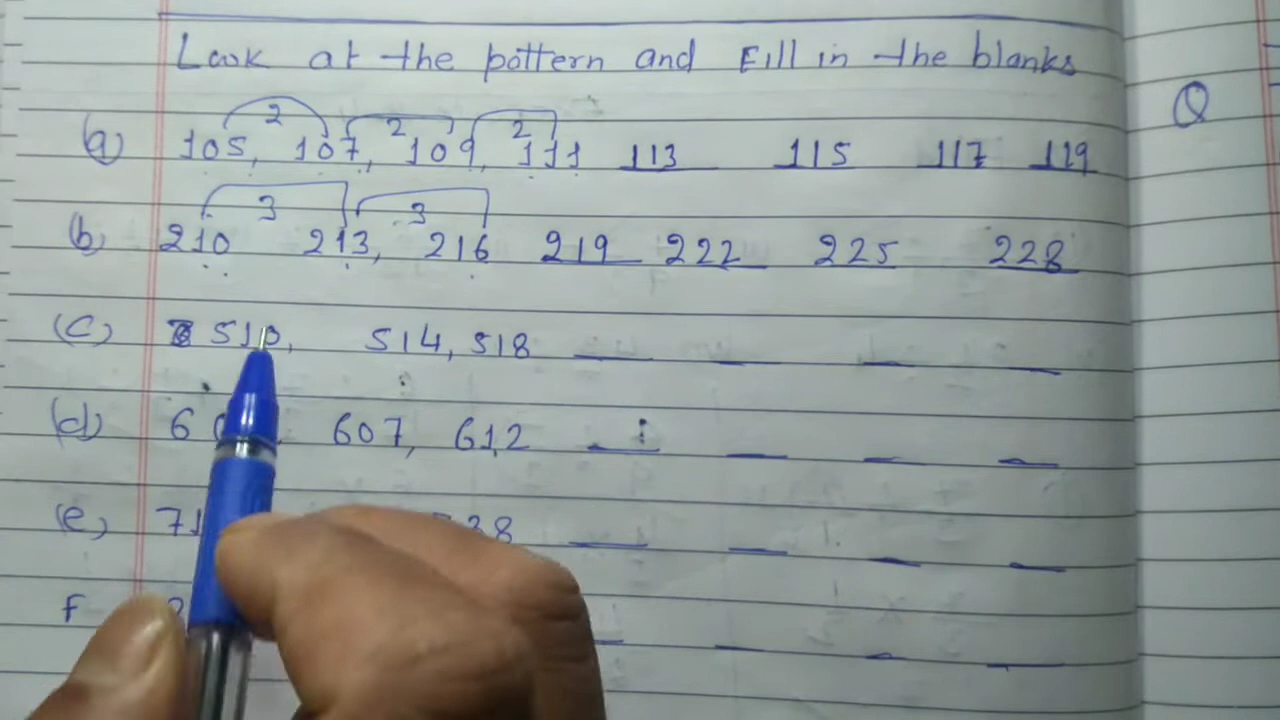 Look at the pattern and Fill in the blanks
Q
2 2 2
(a) 105, 107, 109, 111 113 115 117 119
3 3
(b) 210 213, 216 219 222 225 228
(c) 510, 514, 518
(d) 607, 612
(e)
F